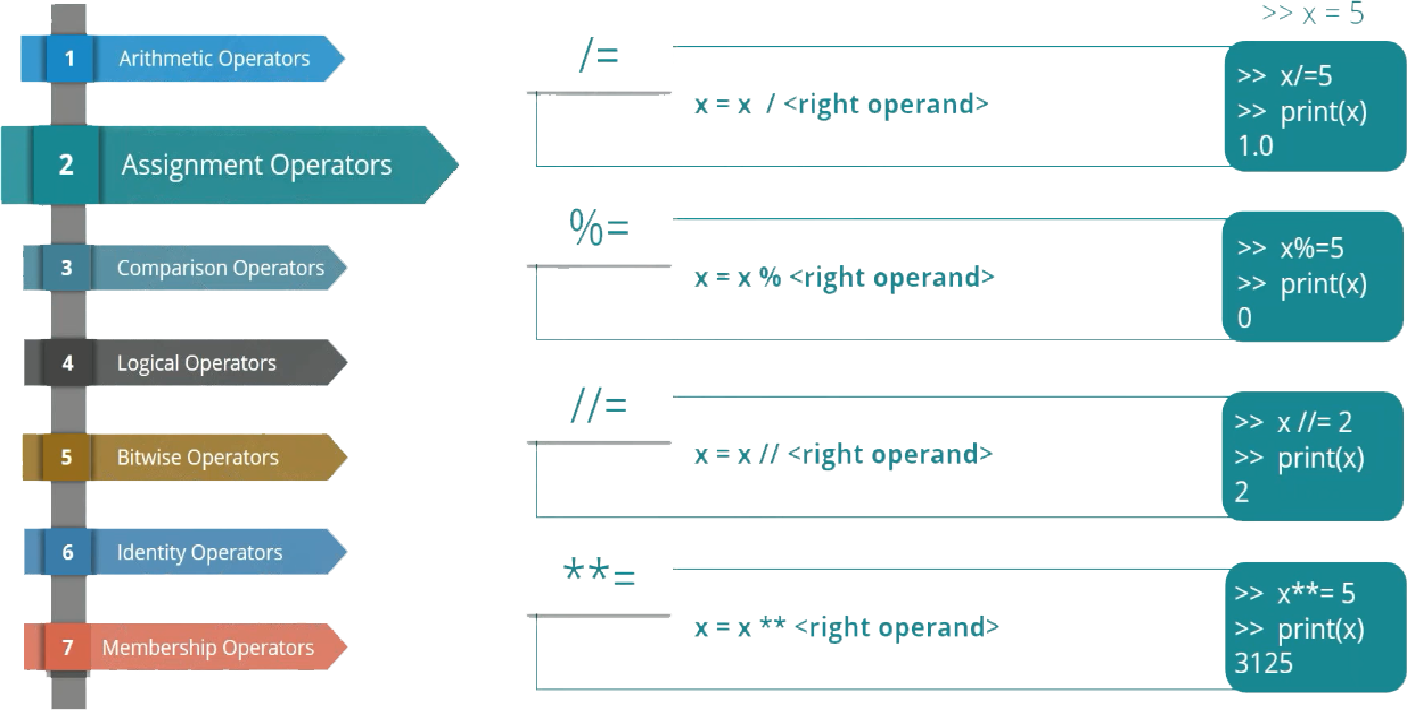 1 Arithmetic Operators
2 Assignment Operators
3 Comparison Operators
4 Logical Operators
5 Bitwise Operators
6 Identity Operators
7 Membership Operators
>> x = 5
/=
x = x / <right operand>
>> x/=5
>> print(x)
1.0
%=
x = x % <right operand>
>> x%=5
>> print(x)
0
//=
x = x // <right operand>
>> x //= 2
>> print(x)
2
**=
x = x ** <right operand>
>> x**= 5
>> print(x)
3125